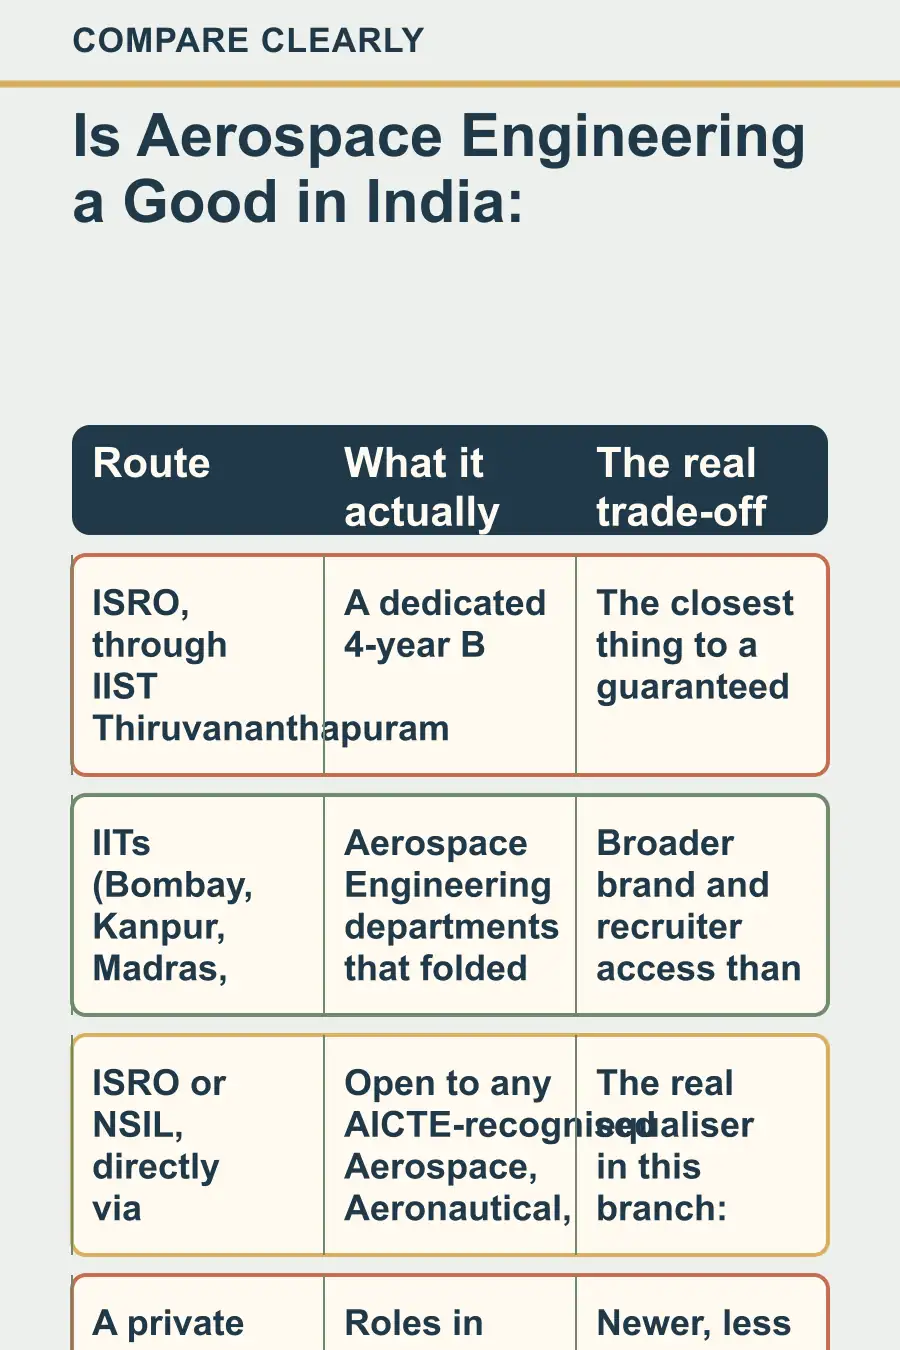 COMPARE CLEARLY
Is Aerospace Engineering
a Good in India:
Route
What it
actually
The real
trade-off
ISRO,
through
IIST
Thiruvananthapuram
A dedicated
4-year B
The closest
thing to a
guaranteed
IITs
(Bombay,
Kanpur,
Madras,
Aerospace
Engineering
departments
that folded
Broader
brand and
recruiter
access than
ISRO or
NSIL,
directly
via
Open to any
AICTE-recognised
Aerospace,
Aeronautical,
The real
equaliser
in this
branch:
A private
Roles in
Newer, less